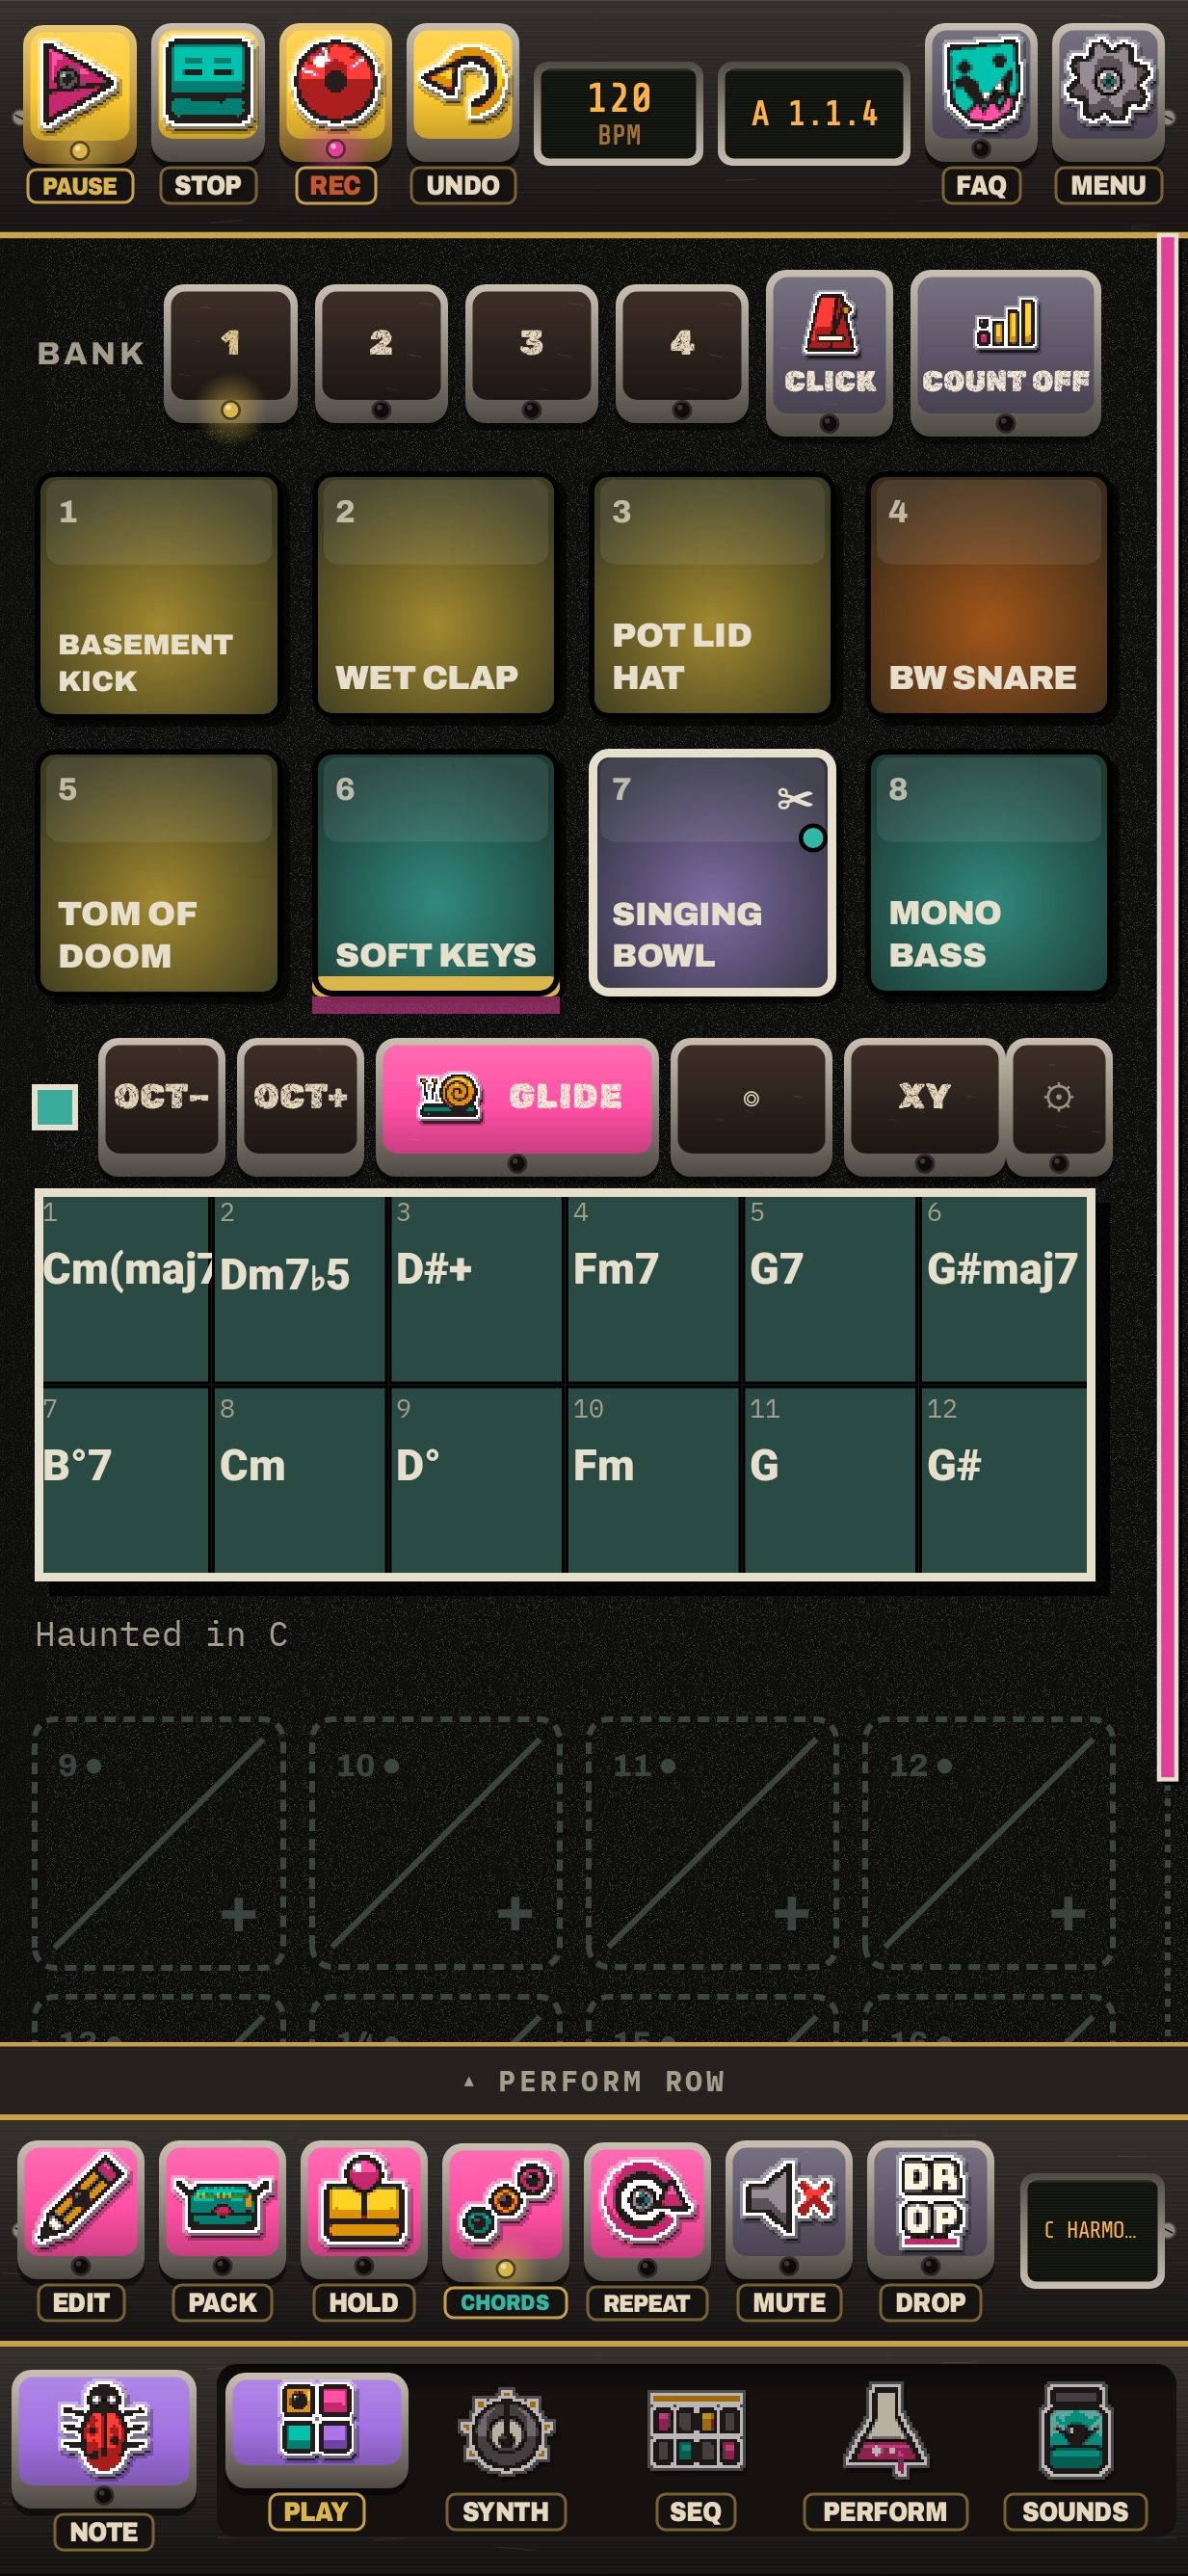 120
BPM
A 1.1.4
PAUSE
STOP
REC
UNDO
FAQ
MENU
BANK
1
2
3
4
CLICK
COUNT OFF
1
BASEMENT
KICK
2
WET CLAP
3
POT LID
HAT
4
BW SNARE
5
TOM OF
DOOM
6
SOFT KEYS
7
SINGING
BOWL
8
MONO
BASS
OCT-
OCT+
GLIDE
XY
1
Cm(maj7
2
Dm7♭5
3
D#+
4
Fm7
5
G7
6
G#maj7
7
B°7
8
Cm
9
D°
10
Fm
11
G
12
G#
Haunted in C
9
10
11
12
13
14
15
16
▲ PERFORM ROW
DR
OP
C HARMO…
EDIT
PACK
HOLD
CHORDS
REPEAT
MUTE
DROP
NOTE
PLAY
SYNTH
SEQ
PERFORM
SOUNDS